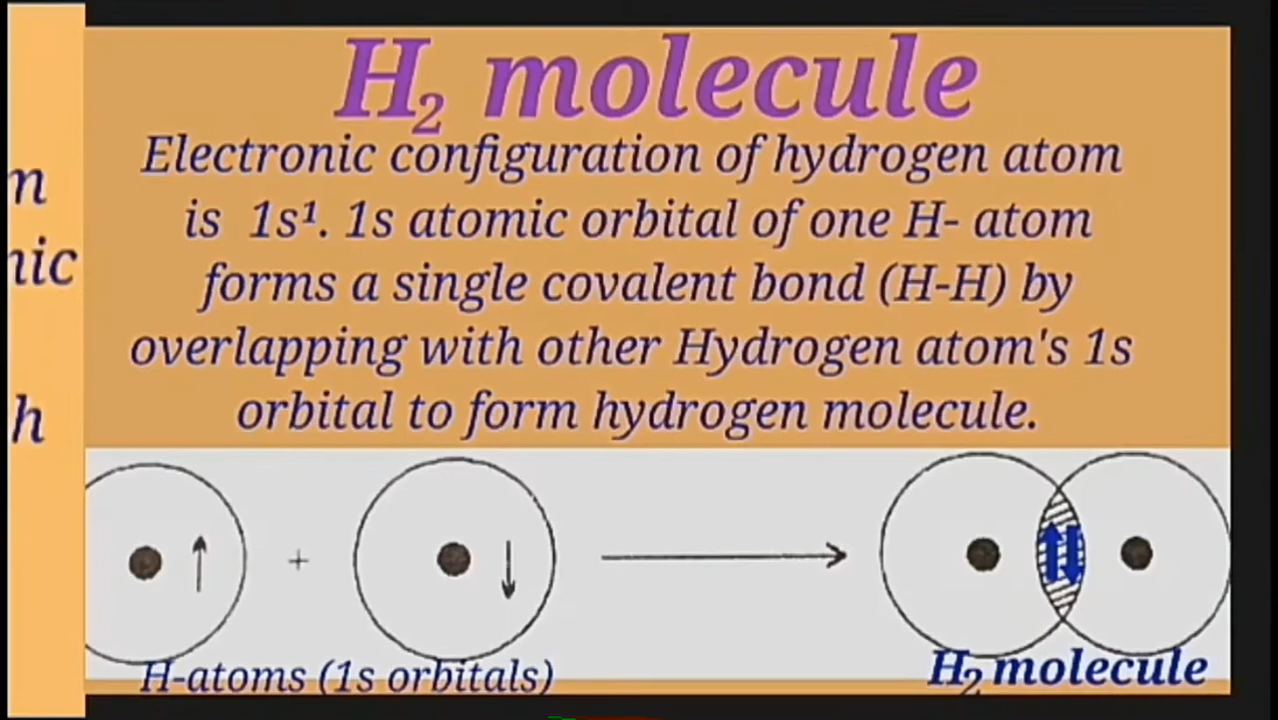 H₂ molecule
Electronic configuration of hydrogen atom
is 1s¹. 1s atomic orbital of one H- atom
forms a single covalent bond (H-H) by
overlapping with other Hydrogen atom's 1s
orbital to form hydrogen molecule.
+
H-atoms (1s orbitals)
H₂ molecule